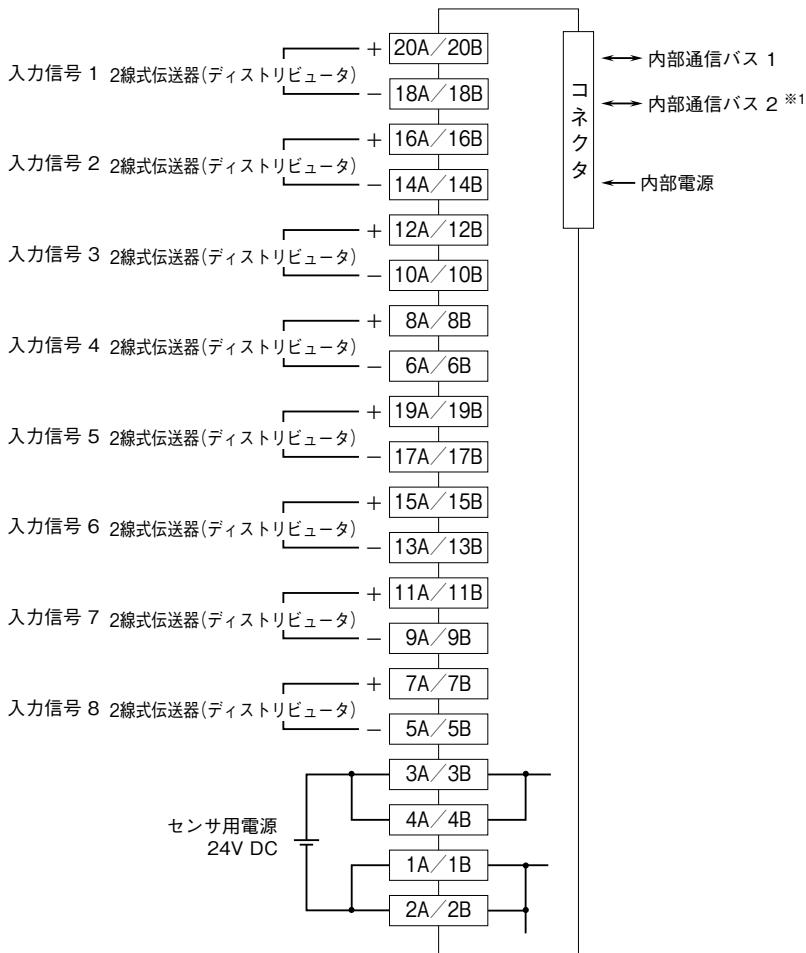 + 20A／20B
入力信号 1 2線式伝送器(ディストリビュータ)
− 18A／18B
+ 16A／16B
入力信号 2 2線式伝送器(ディストリビュータ)
− 14A／14B
+ 12A／12B
入力信号 3 2線式伝送器(ディストリビュータ)
− 10A／10B
+ 8A／8B
入力信号 4 2線式伝送器(ディストリビュータ)
− 6A／6B
+ 19A／19B
入力信号 5 2線式伝送器(ディストリビュータ)
− 17A／17B
+ 15A／15B
入力信号 6 2線式伝送器(ディストリビュータ)
− 13A／13B
+ 11A／11B
入力信号 7 2線式伝送器(ディストリビュータ)
− 9A／9B
+ 7A／7B
入力信号 8 2線式伝送器(ディストリビュータ)
− 5A／5B
3A／3B
4A／4B
センサ用電源
24V DC
1A／1B
2A／2B
コネクタ
内部通信バス 1
内部通信バス 2 ※1
内部電源